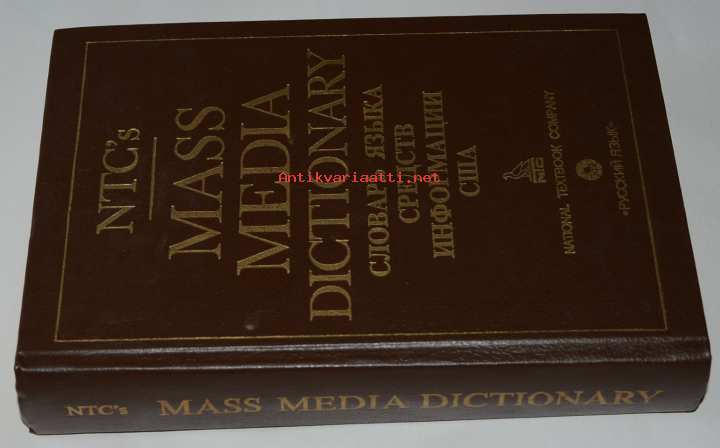 NTC's
MASS
MEDIA
DICTIONARY
СЛОВАРЬ ЯЗЫКА
СРЕДСТВ
ИНФОРМАЦИИ
США
NTC
NATIONAL TEXTBOOK COMPANY
«РУССКИЙ ЯЗЫК»
NTC's MASS MEDIA DICTIONARY
Antikvariaatti.net